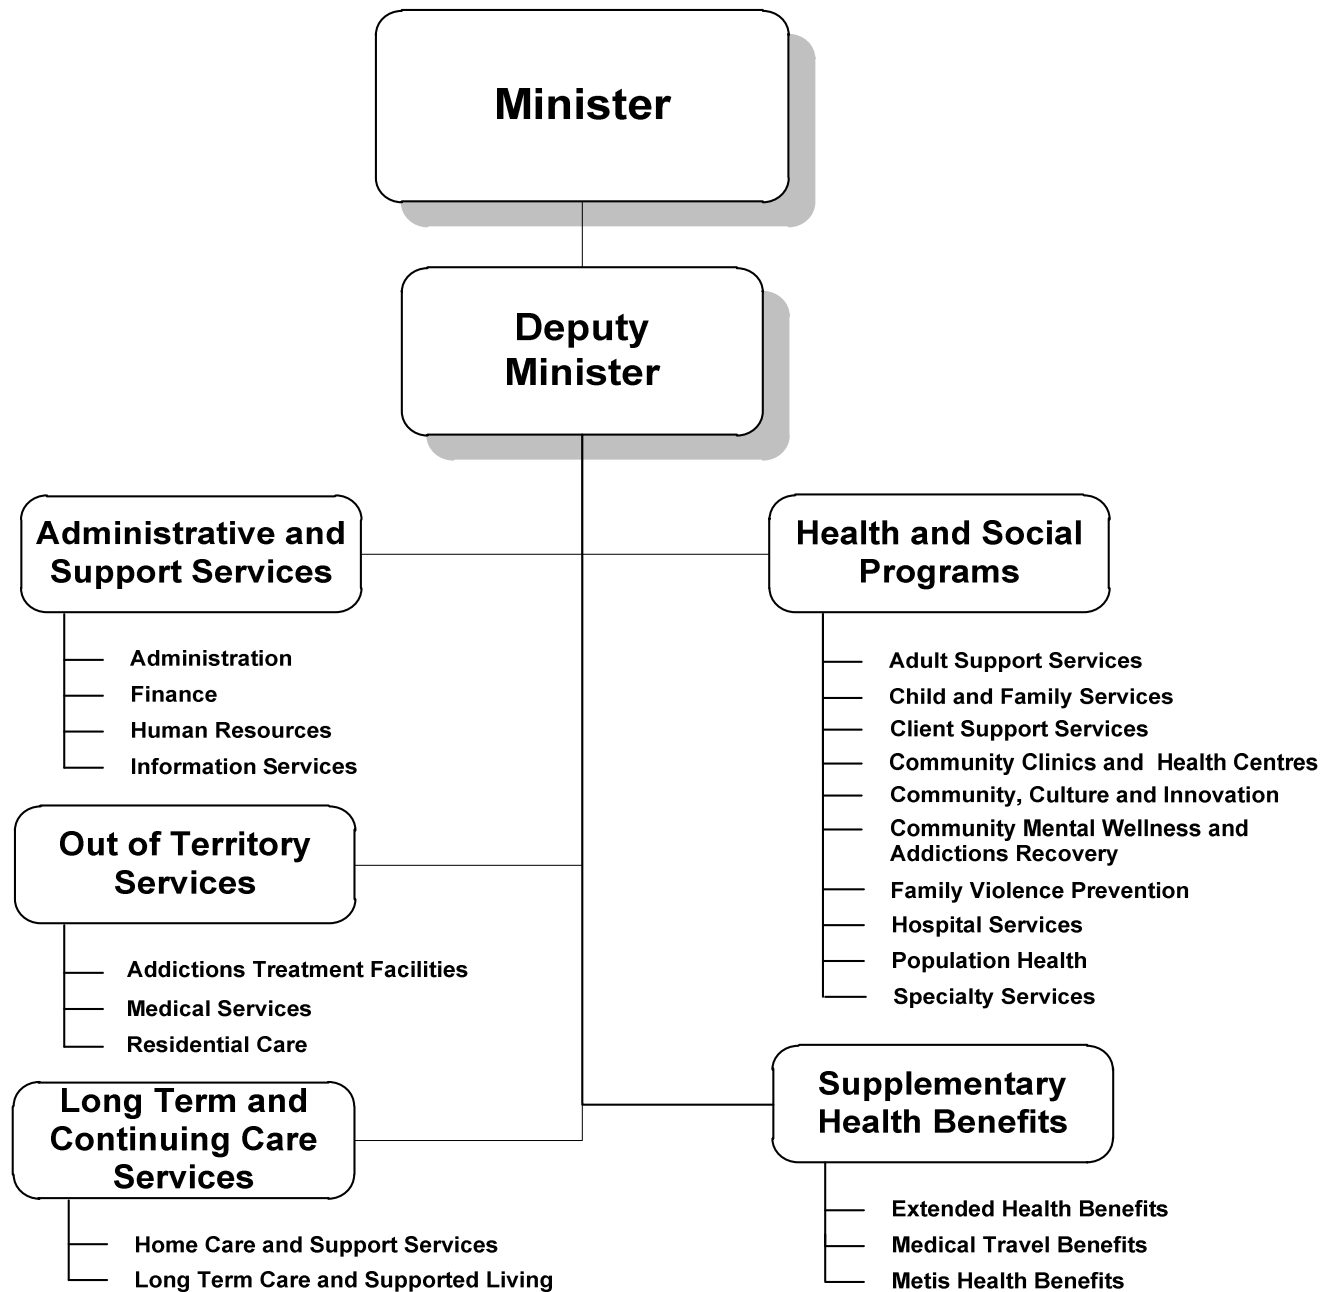 Minister
Deputy
Minister
Administrative and
Support Services
Administration
Finance
Human Resources
Information Services
Out of Territory
Services
Addictions Treatment Facilities
Medical Services
Residential Care
Long Term and
Continuing Care
Services
Home Care and Support Services
Long Term Care and Supported Living
Health and Social
Programs
Adult Support Services
Child and Family Services
Client Support Services
Community Clinics and Health Centres
Community, Culture and Innovation
Community Mental Wellness and
Addictions Recovery
Family Violence Prevention
Hospital Services
Population Health
Specialty Services
Supplementary
Health Benefits
Extended Health Benefits
Medical Travel Benefits
Metis Health Benefits